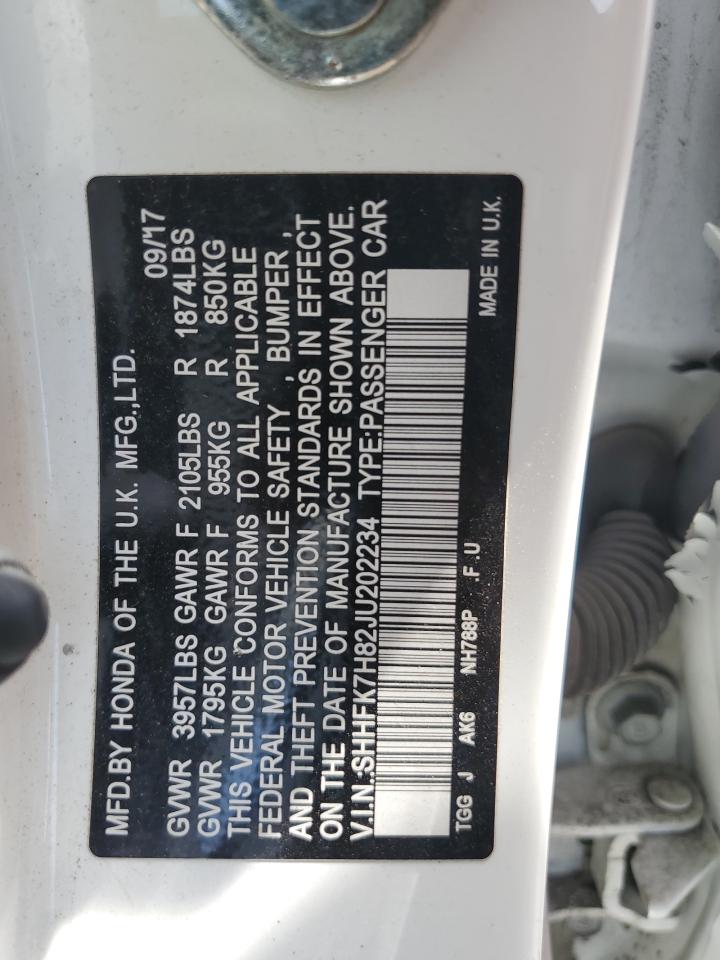 MFD.BY HONDA OF THE U.K. MFG.,LTD. 09/17
GVWR 3957LBS GAWR F 2105LBS R 1874LBS
GVWR 1795KG GAWR F 955KG R 850KG
THIS VEHICLE CONFORMS TO ALL APPLICABLE
FEDERAL MOTOR VEHICLE SAFETY , BUMPER ,
AND THEFT PREVENTION STANDARDS IN EFFECT
ON THE DATE OF MANUFACTURE SHOWN ABOVE.
V.I.N.:SHHFK7H82JU202234 TYPE:PASSENGER CAR
TGG J AK6 NH788P .F.U MADE IN U.K.